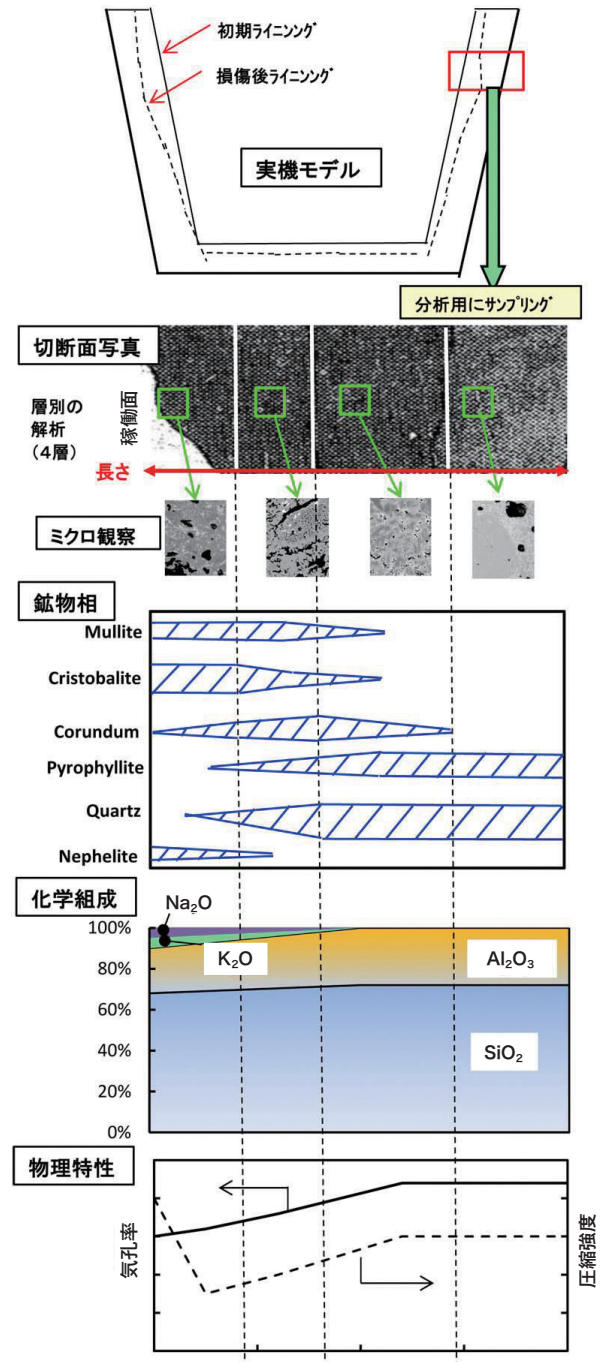 初期ライニング
損傷後ライニング
実機モデル
分析用にサンプリング
切断面写真
層別の
解析
（4層）
稼働面
長さ
ミクロ観察
鉱物相
Mullite
Cristobalite
Corundum
Pyrophyllite
Quartz
Nephelite
化学組成
Na₂O
100%
80%
60%
40%
20%
0%
K₂O
Al₂O₃
SiO₂
物理特性
気孔率
圧縮強度